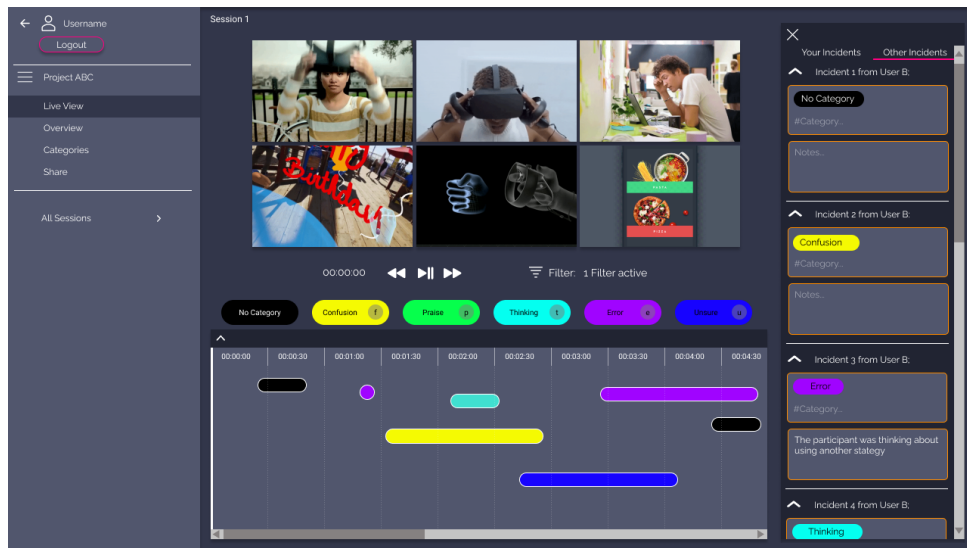 Username
Logout
Project ABC
Live View
Overview
Categories
Share
All Sessions
Session 1
Birthday
PASTA
PIZZA
00:00:00
Filter: 1 Filter active
No Category
Confusion f
Praise p
Thinking t
Error e
Unsure u
00:00:00 00:00:30 00:01:00 00:01:30 00:02:00 00:02:30 00:03:00 00:03:30 00:04:00 00:04:30
Your Incidents Other Incidents
Incident 1 from User B:
No Category
#Category...
Notes...
Incident 2 from User B:
Confusion
#Category...
Notes...
Incident 3 from User B:
Error
#Category...
The participant was thinking about
using another stategy
Incident 4 from User B:
Thinking